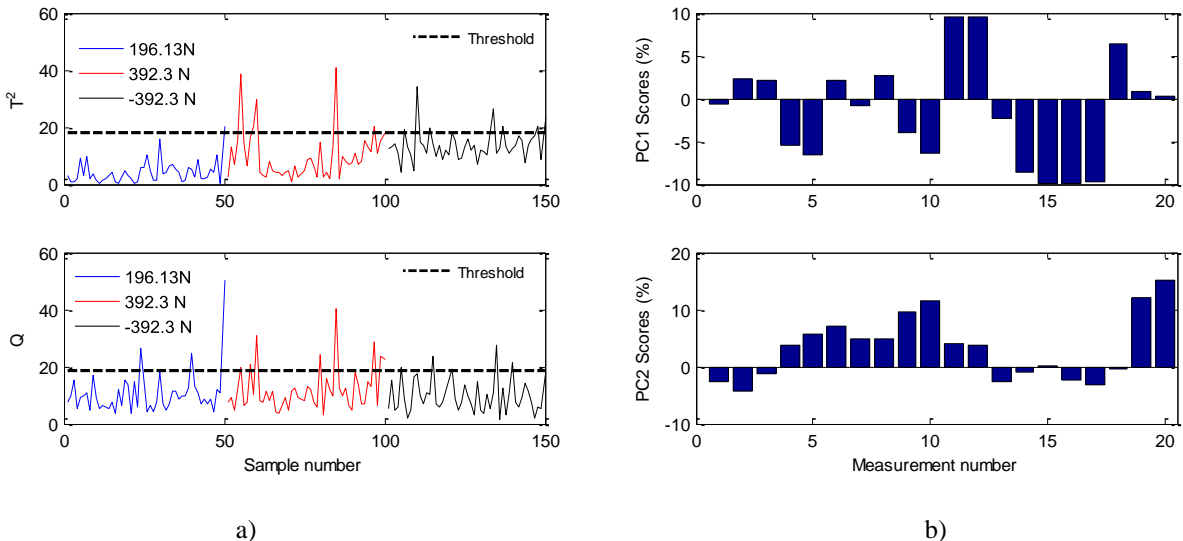 60
40
20
0
T²
196.13N
392.3 N
-392.3 N
Threshold
0
50
100
150
60
40
20
0
Q
196.13N
392.3 N
-392.3 N
Threshold
0
50
100
150
Sample number
a)
10
5
0
-5
-10
PC1 Scores (%)
0
5
10
15
20
20
10
0
-10
PC2 Scores (%)
0
5
10
15
20
Measurement number
b)